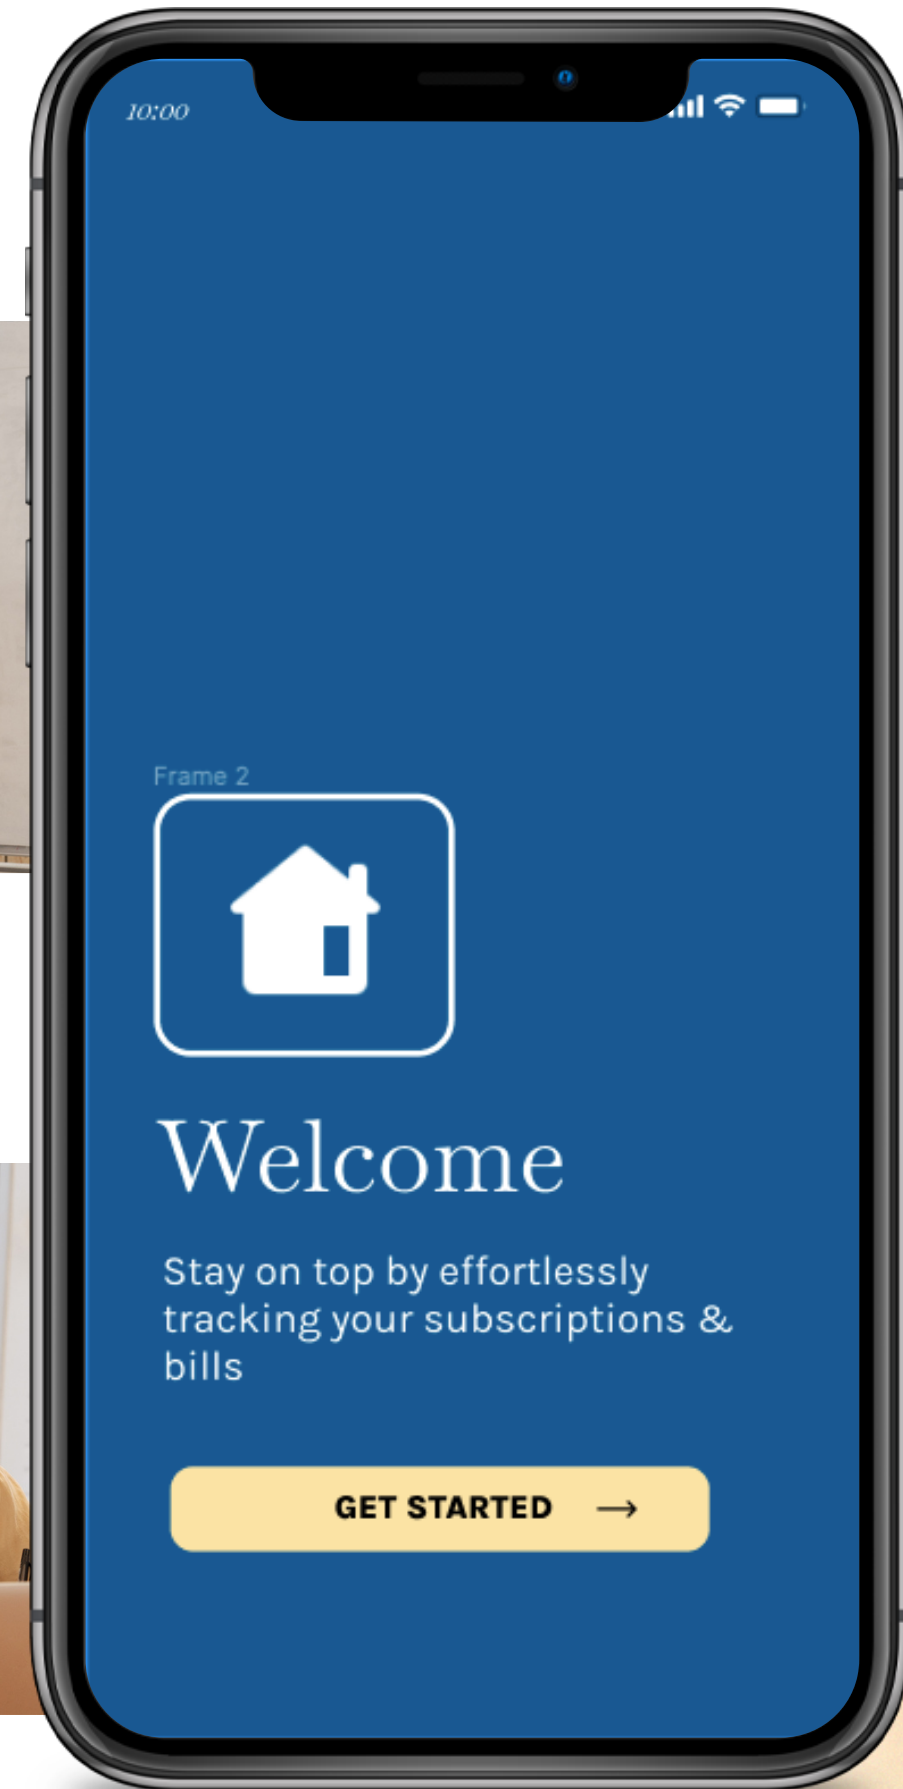 10:00
Frame 2
Welcome
Stay on top by effortlessly
tracking your subscriptions &
bills
GET STARTED →